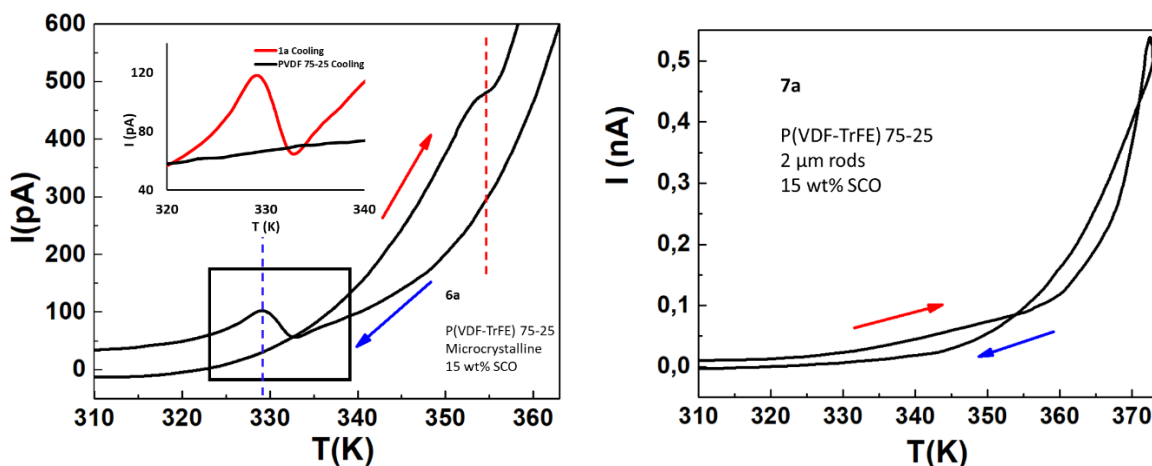 600
500
400
300
200
100
0
I(pA)
310 320 330 340 350 360
T(K)
1a Cooling
PVDF 75-25 Cooling
120
80
40
I (pA)
320 330 340
T (K)
6a
P(VDF-TrFE) 75-25
Microcrystalline
15 wt% SCO
0,5
0,4
0,3
0,2
0,1
0,0
I (nA)
310 320 330 340 350 360 370
T(K)
7a
P(VDF-TrFE) 75-25
2 μm rods
15 wt% SCO